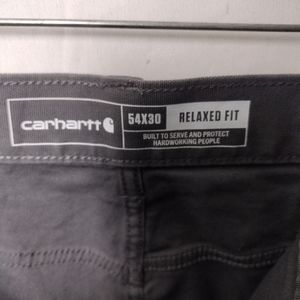 carhartt
54X30
RELAXED FIT
BUILT TO SERVE AND PROTECT
HARDWORKING PEOPLE